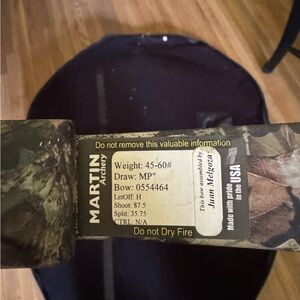 Do not remove this valuable information
MARTIN
Archery
Weight: 45-60#
Draw: MP"
Bow: 0554464
LetOff: H
Shoot: 87.5
Split: 35.75
CTRL N/A
This bow assembled by
Juan Melgoza
Made with pride
in the USA
Do not Dry Fire